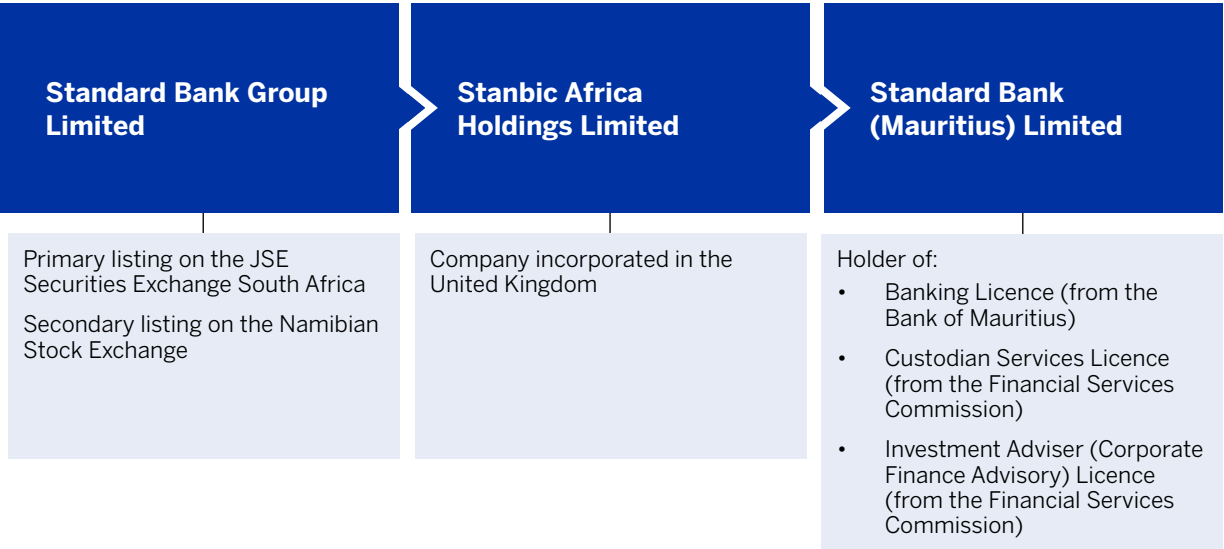 Standard Bank Group
Limited
Stanbic Africa
Holdings Limited
Standard Bank
(Mauritius) Limited
Primary listing on the JSE
Securities Exchange South Africa
Secondary listing on the Namibian
Stock Exchange
Company incorporated in the
United Kingdom
Holder of:
• Banking Licence (from the
Bank of Mauritius)
• Custodian Services Licence
(from the Financial Services
Commission)
• Investment Adviser (Corporate
Finance Advisory) Licence
(from the Financial Services
Commission)